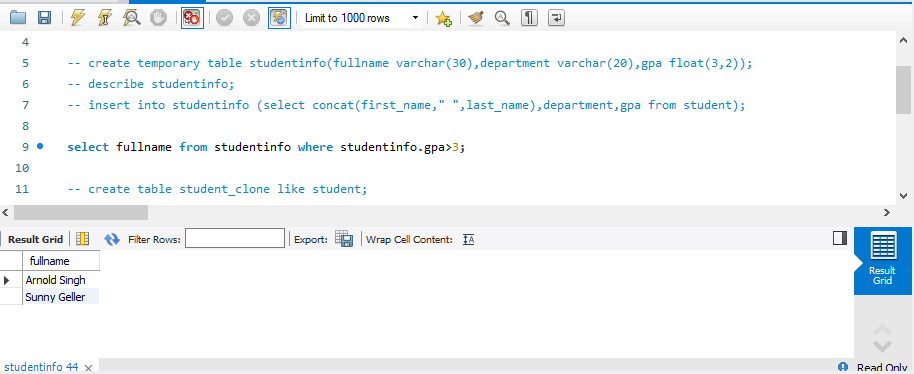 Limit to 1000 rows
4
5 -- create temporary table studentinfo(fullname varchar(30),department varchar(20),gpa float(3,2));
6 -- describe studentinfo;
7 -- insert into studentinfo (select concat(first_name," ",last_name),department,gpa from student);
8
9 select fullname from studentinfo where studentinfo.gpa>3;
10
11 -- create table student_clone like student;
Result Grid Filter Rows: Export: Wrap Cell Content: IA
fullname
Arnold Singh
Sunny Geller
Result
Grid
studentinfo 44 Read Only